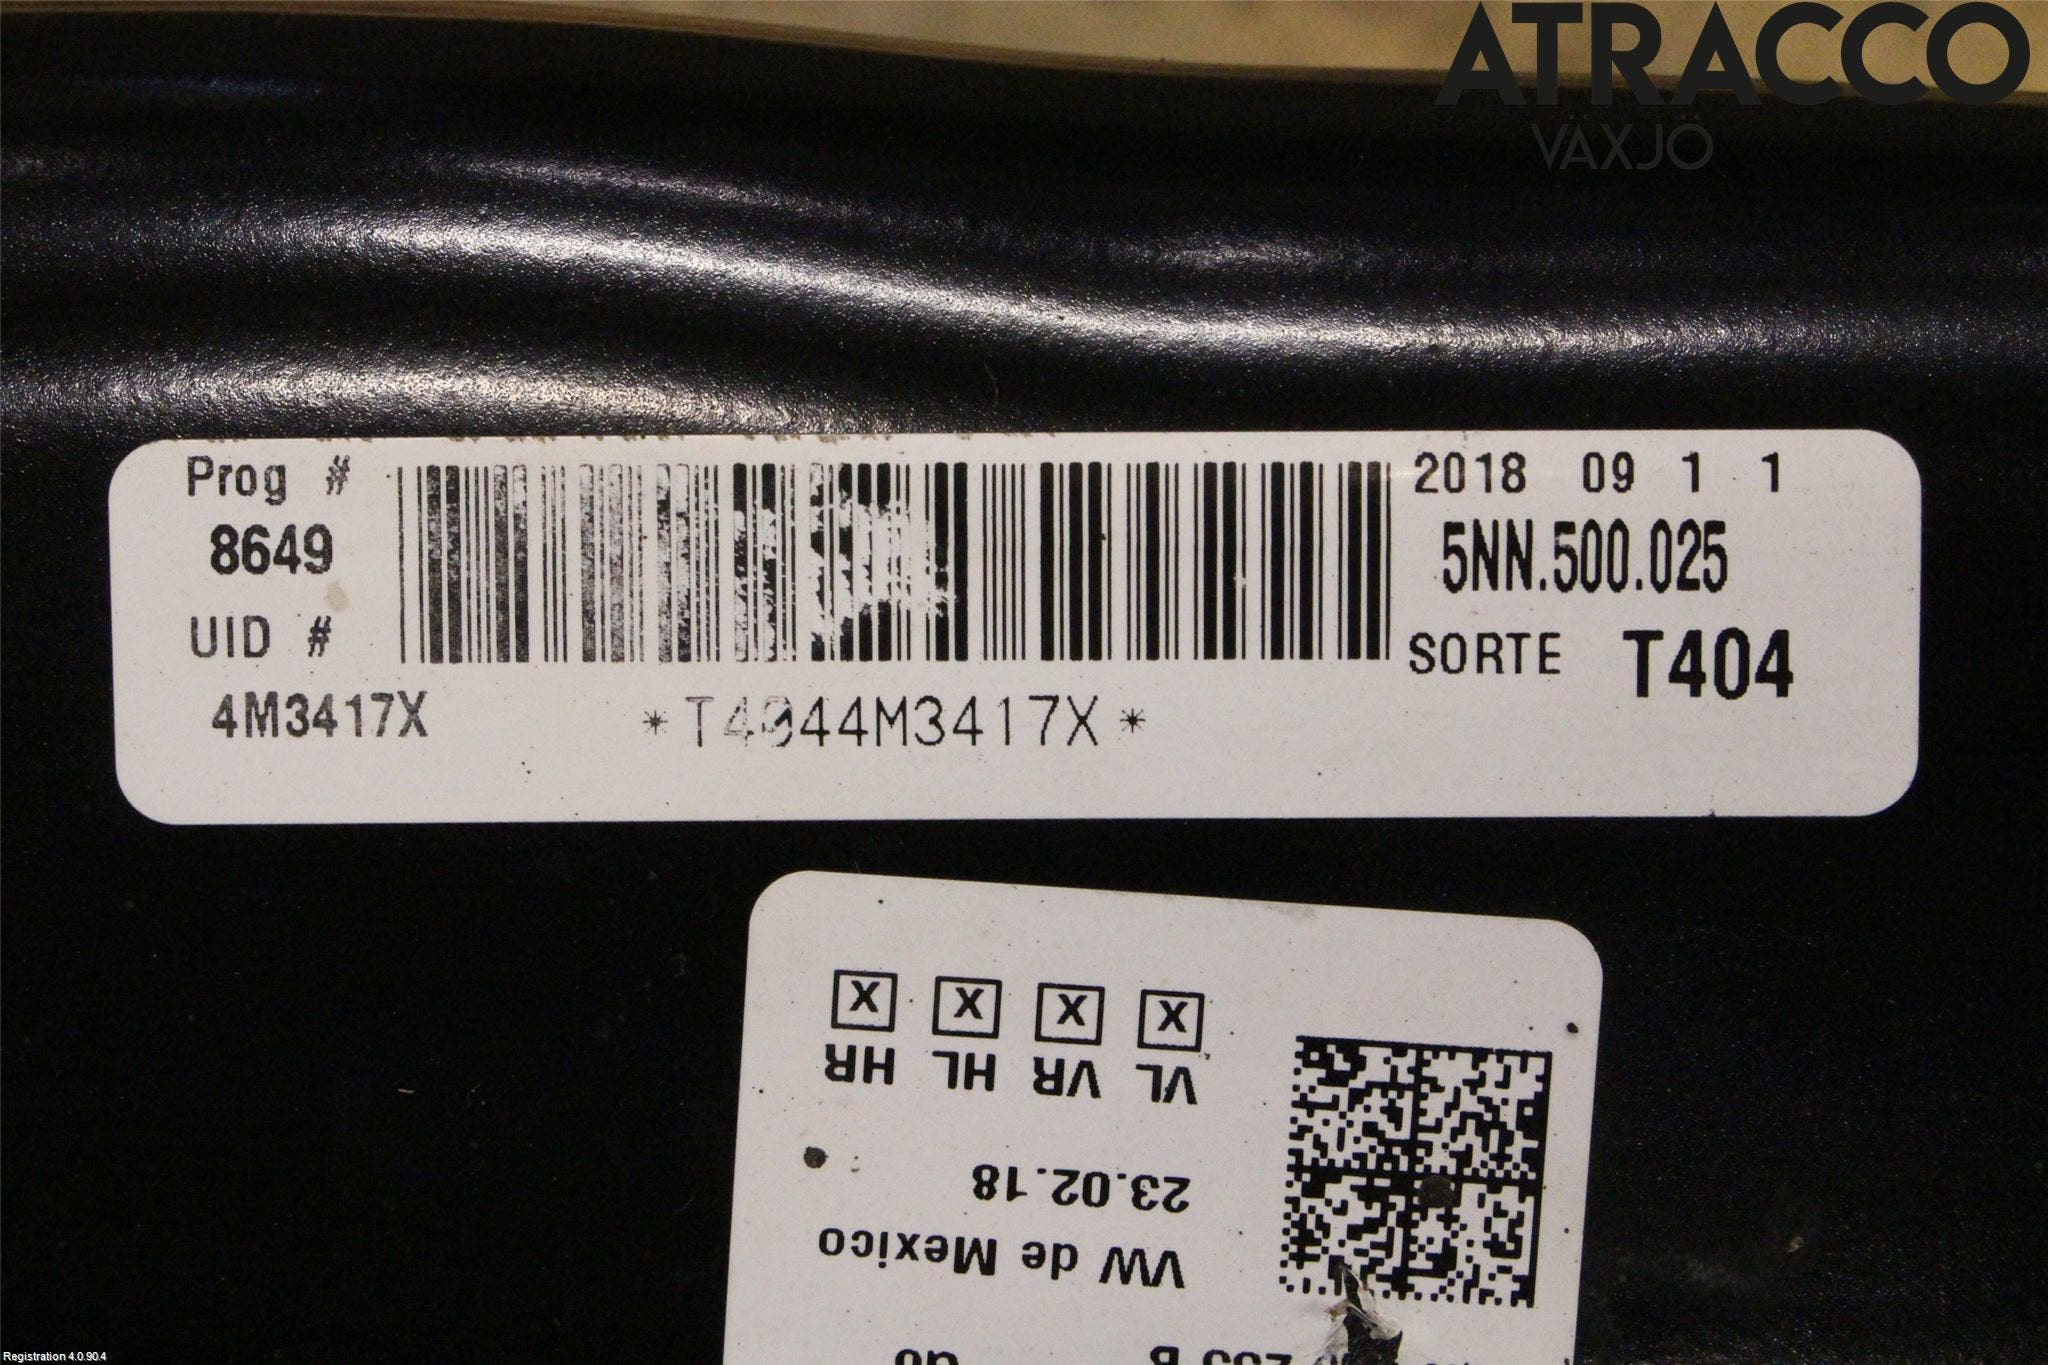 ATRACCO
VÄXJÖ
Prog #
8649
UID #
4M3417X
*T4044M3417X*
2018 09 1 1
5NN.500.025
SORTE T404
VW de Mexico
23.02.18
VL VR HL HR
X X X X
Registration 4.0.90.4